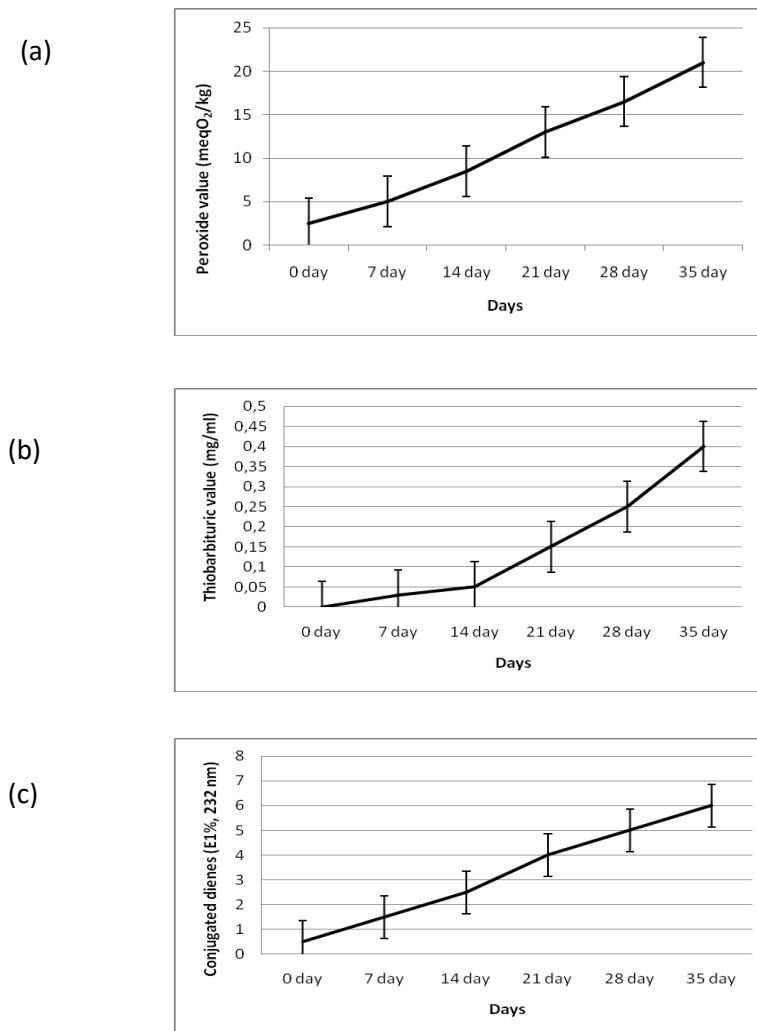 (a)
Peroxide value (meqO₂/kg)
25
20
15
10
5
0
0 day 7 day 14 day 21 day 28 day 35 day
Days
(b)
Thiobarbituric value (mg/ml)
0,5
0,45
0,4
0,35
0,3
0,25
0,2
0,15
0,1
0,05
0
0 day 7 day 14 day 21 day 28 day 35 day
Days
(c)
Conjugated dienes (E1%, 232 nm)
8
7
6
5
4
3
2
1
0
0 day 7 day 14 day 21 day 28 day 35 day
Days